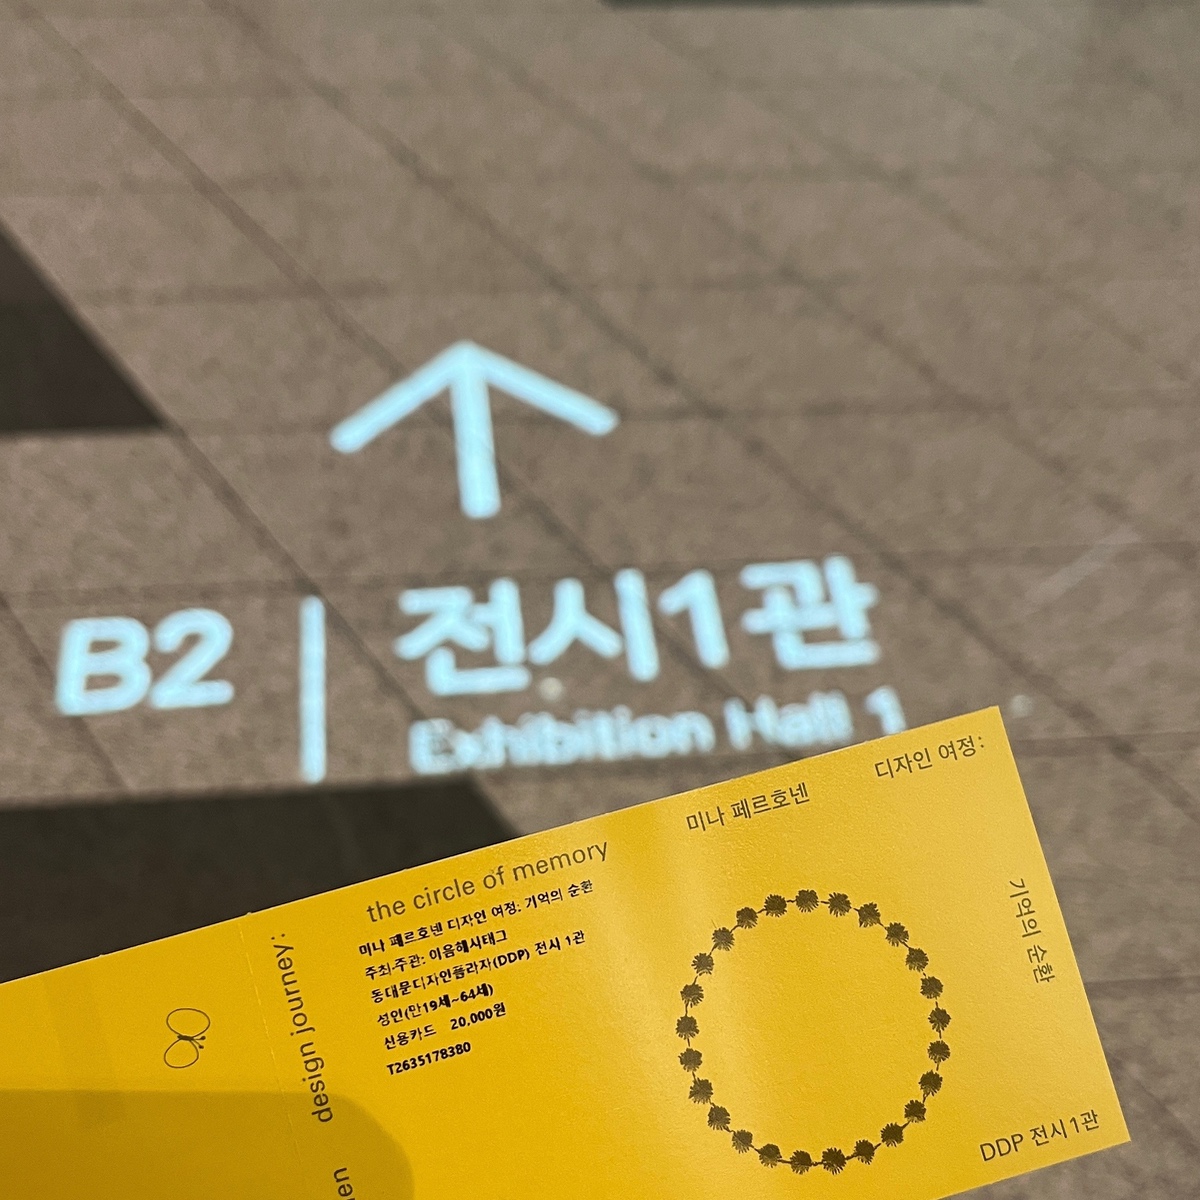 B2
전시1관
Exhibition Hall 1
미나 페르호넨
디자인 여정:
기억의 순환
DDP 전시1관
the circle of memory
미나 페르호넨 디자인 여정: 기억의 순환
주최·주관: 이음해시태그
동대문디자인플라자(DDP) 전시 1관
성인(만19세~64세)
신용카드 20,000원
T2635178380
design journey: